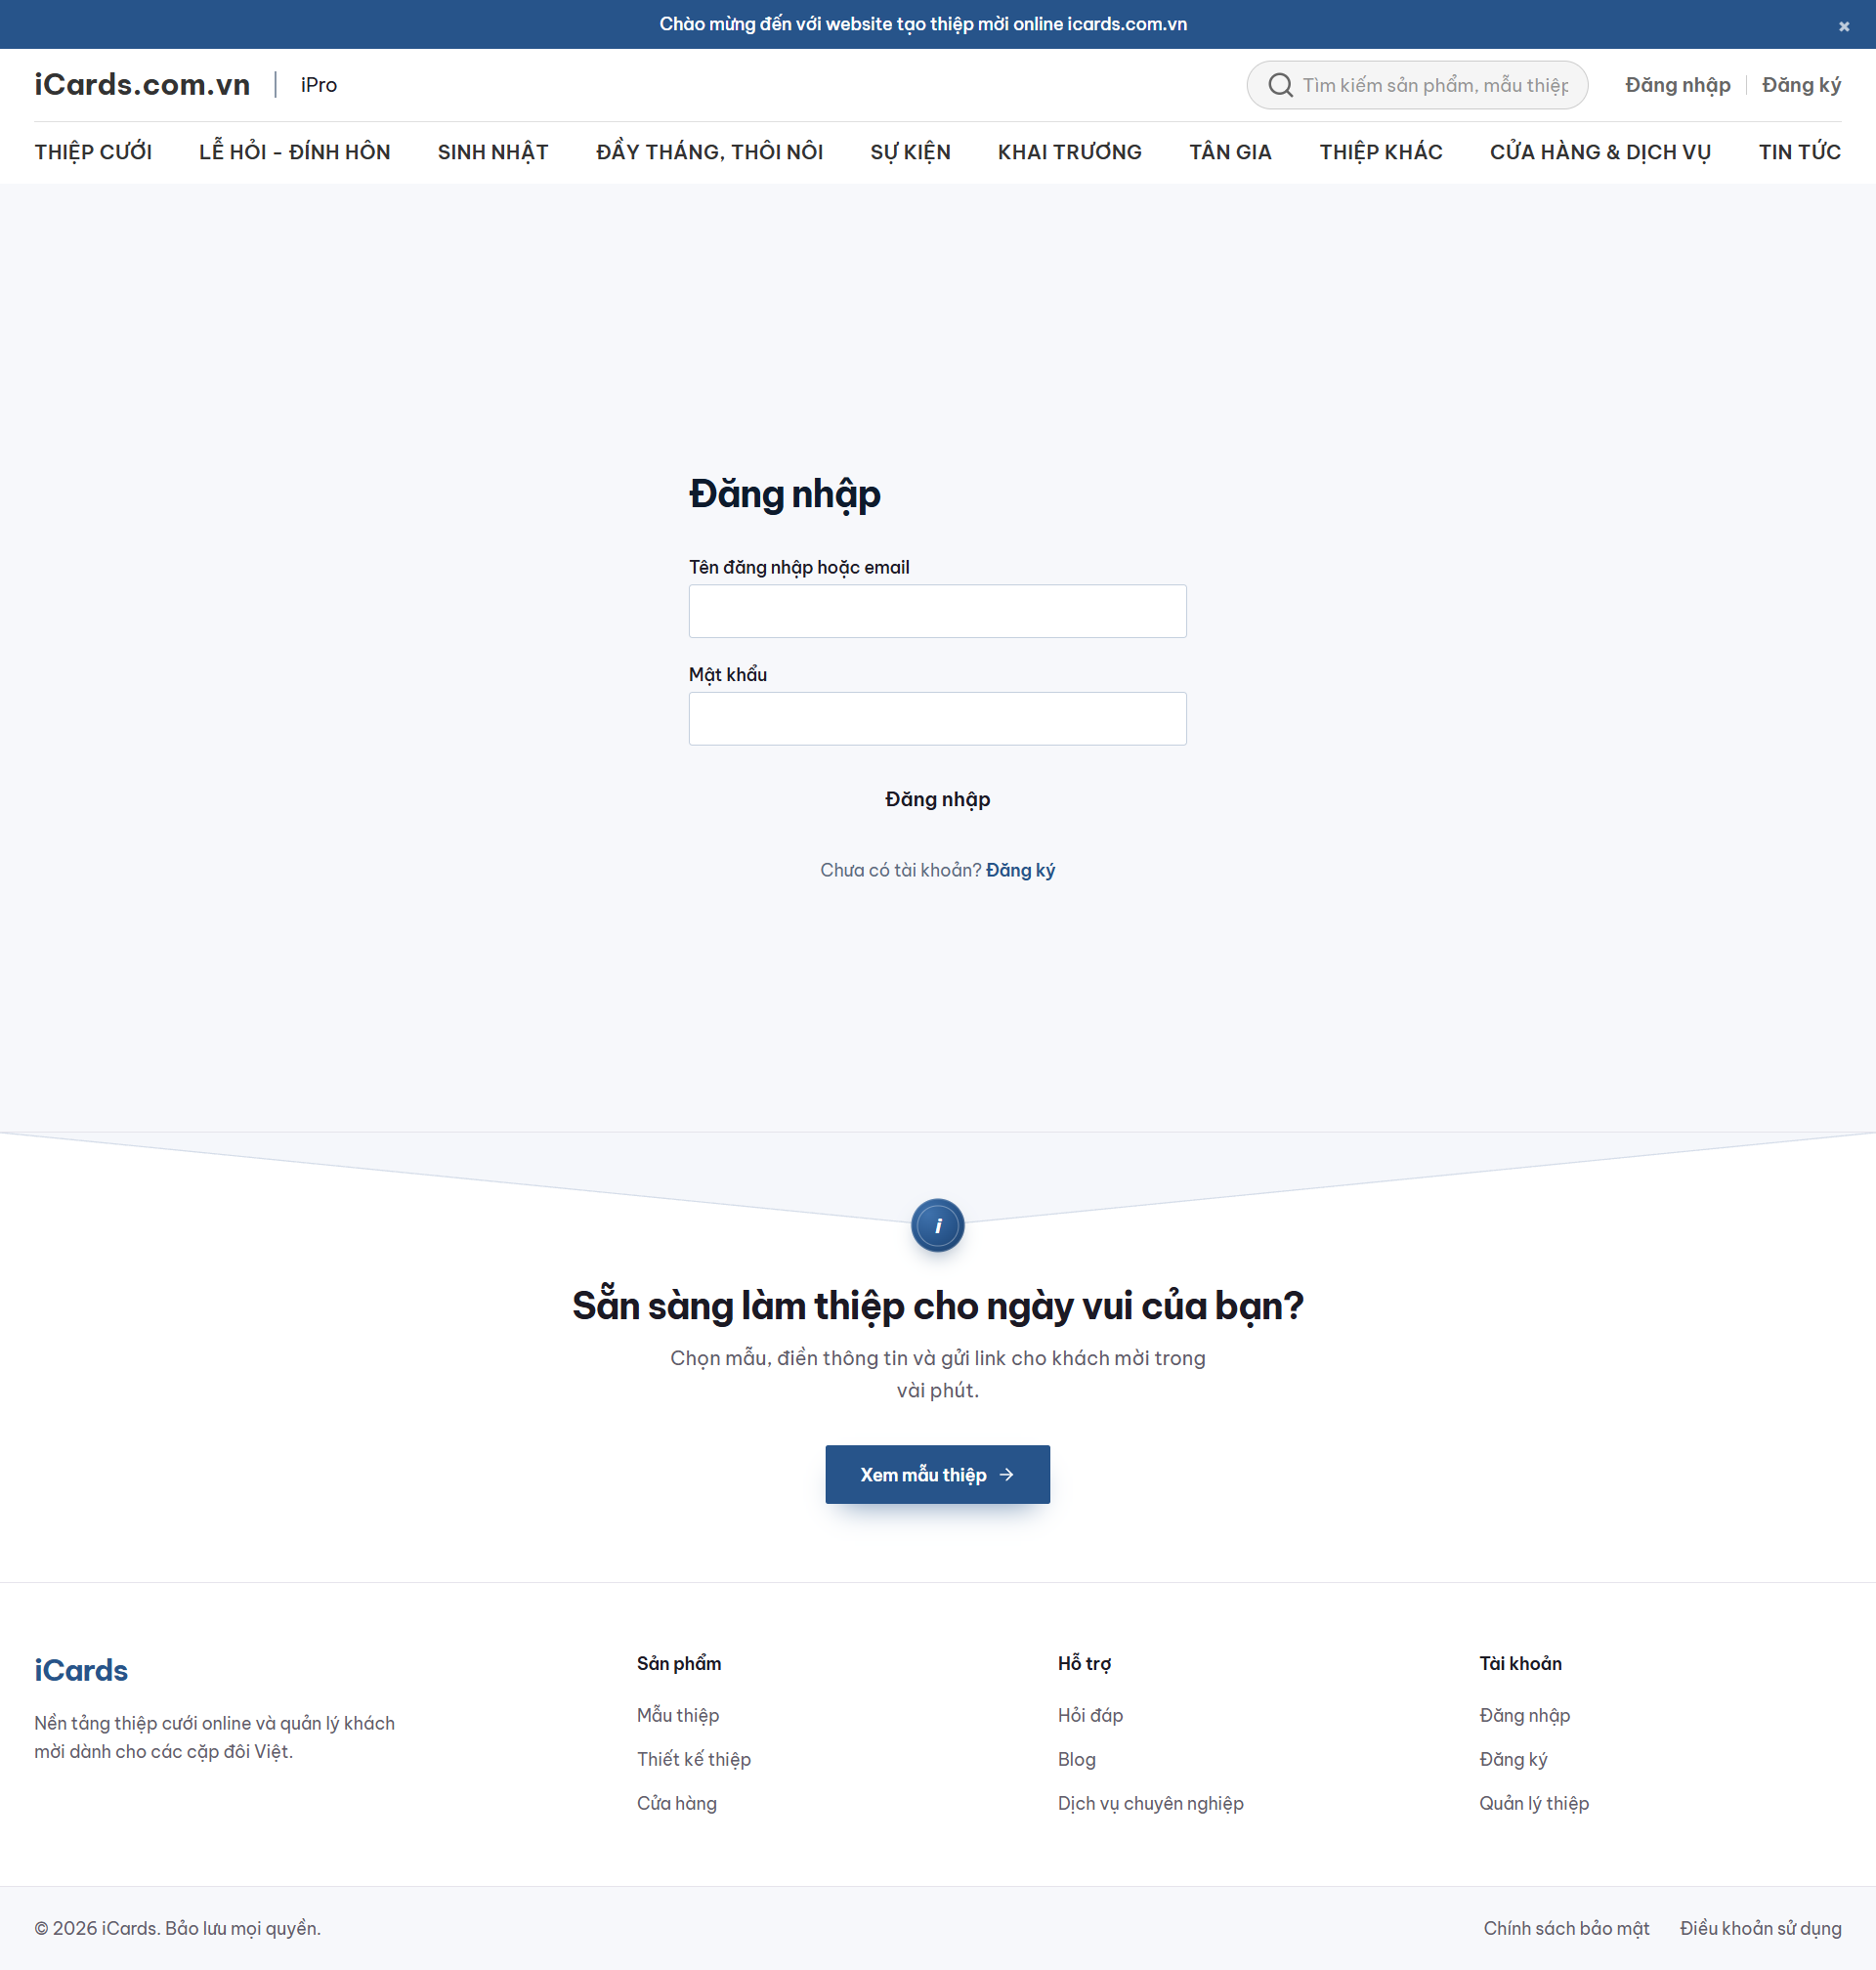 Chào mừng đến với website tạo thiệp mời online icards.com.vn
×
iCards.com.vn | iPro
Tìm kiếm sản phẩm, mẫu thiệp
Đăng nhập
Đăng ký
THIỆP CƯỚI
LỄ HỎI - ĐÍNH HÔN
SINH NHẬT
ĐẦY THÁNG, THÔI NÔI
SỰ KIỆN
KHAI TRƯƠNG
TÂN GIA
THIỆP KHÁC
CỬA HÀNG & DỊCH VỤ
TIN TỨC
Đăng nhập
Tên đăng nhập hoặc email
Mật khẩu
Đăng nhập
Chưa có tài khoản? Đăng ký
i
Sẵn sàng làm thiệp cho ngày vui của bạn?
Chọn mẫu, điền thông tin và gửi link cho khách mời trong
vài phút.
Xem mẫu thiệp →
iCards
Nền tảng thiệp cưới online và quản lý khách
mời dành cho các cặp đôi Việt.
Sản phẩm
Mẫu thiệp
Thiết kế thiệp
Cửa hàng
Hỗ trợ
Hỏi đáp
Blog
Dịch vụ chuyên nghiệp
Tài khoản
Đăng nhập
Đăng ký
Quản lý thiệp
© 2026 iCards. Bảo lưu mọi quyền.
Chính sách bảo mật
Điều khoản sử dụng